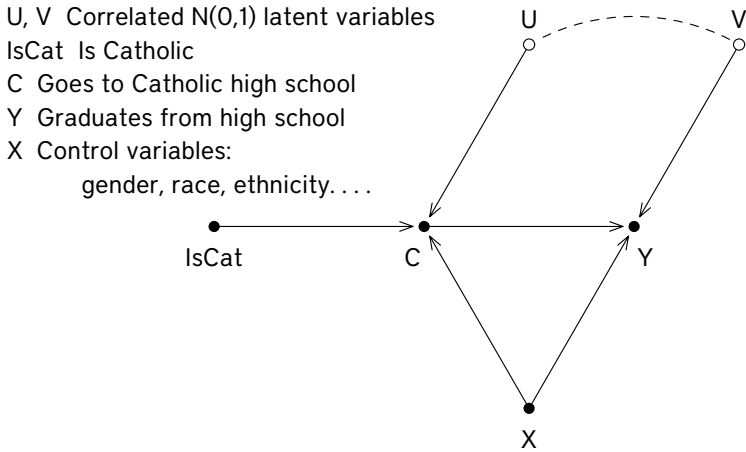 U, V Correlated N(0,1) latent variables
IsCat Is Catholic
C Goes to Catholic high school
Y Graduates from high school
X Control variables:
gender, race, ethnicity. . . .
U
V
IsCat
C
Y
X